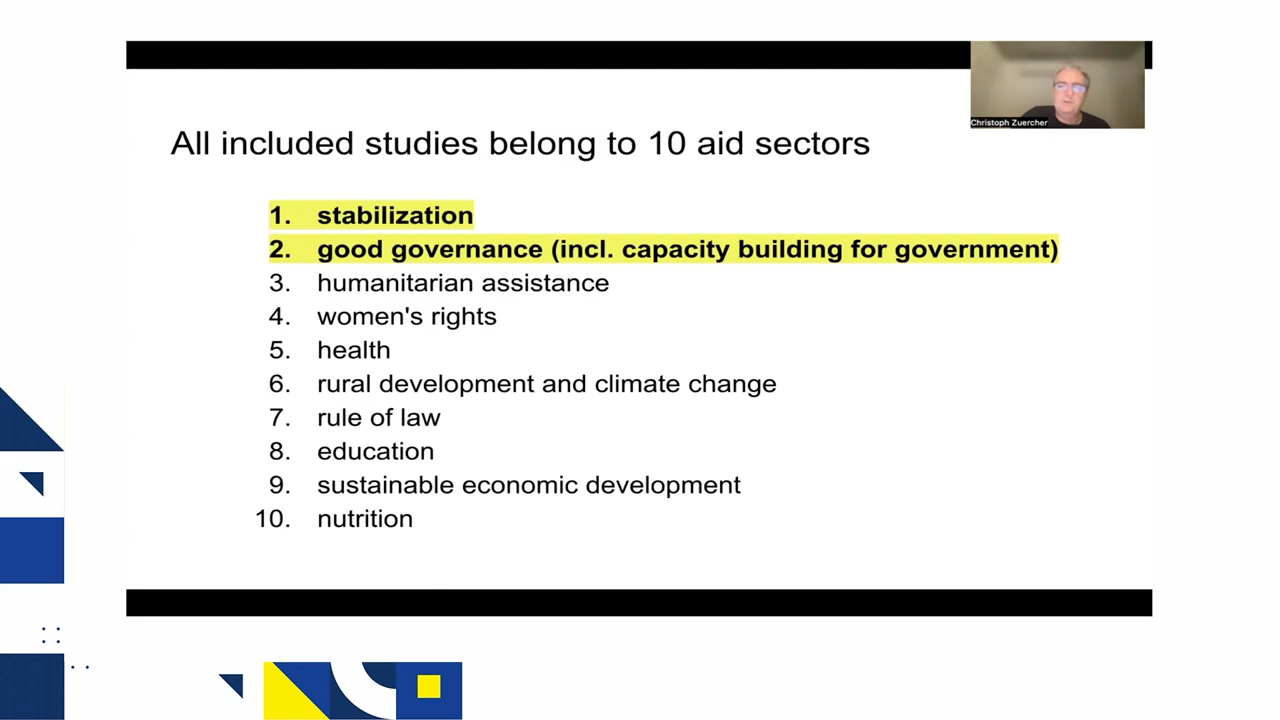 Christoph Zuercher
All included studies belong to 10 aid sectors
1. stabilization
2. good governance (incl. capacity building for government)
3. humanitarian assistance
4. women's rights
5. health
6. rural development and climate change
7. rule of law
8. education
9. sustainable economic development
10. nutrition